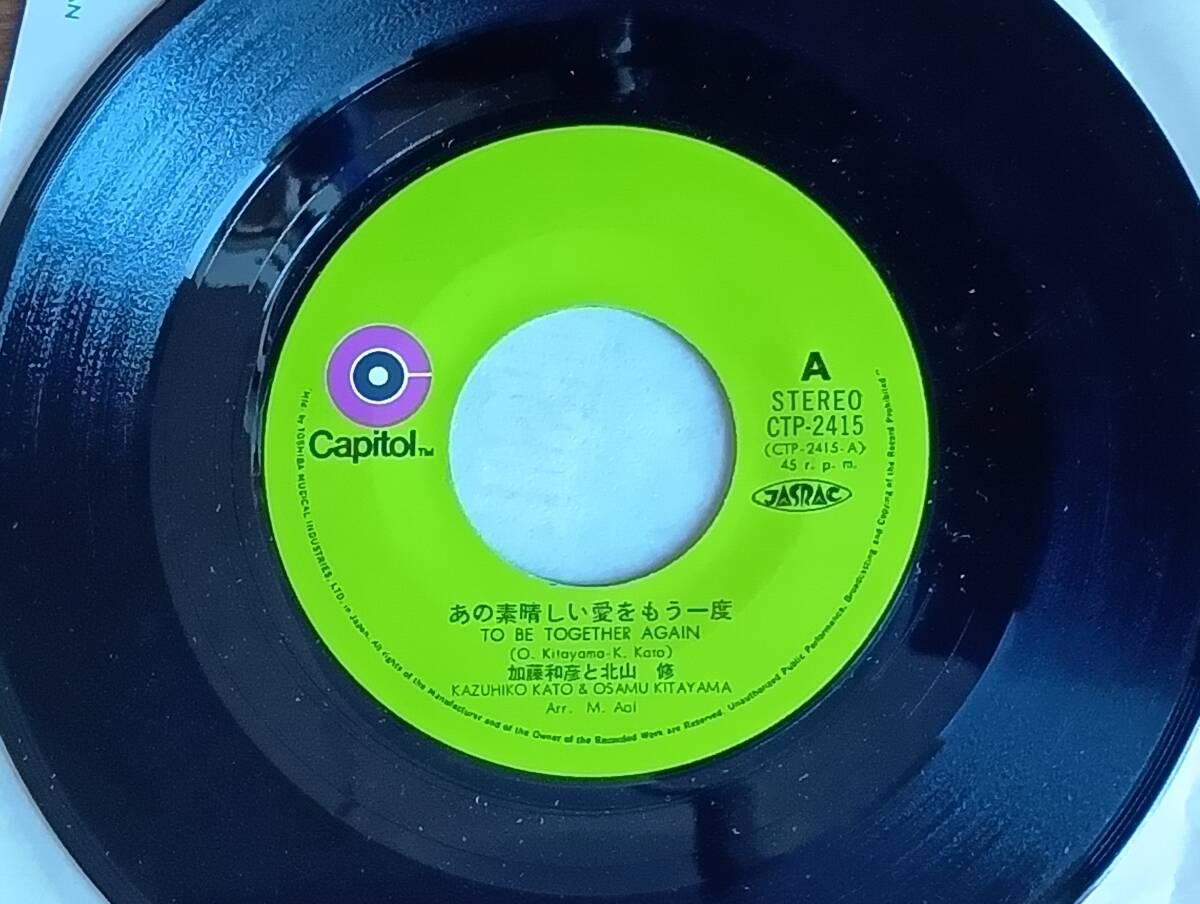 Capitol TM
A
STEREO
CTP-2415
(CTP-2415-A)
45 r. p. m.
JASRAC
あの素晴しい愛をもう一度
TO BE TOGETHER AGAIN
(O. Kitayama-K. Kato)
加藤和彦と北山 修
KAZUHIKO KATO & OSAMU KITAYAMA
Arr. M. Aoi
Mfd. by TOSHIBA MUSICAL INDUSTRIES, LTD. in Japan. All rights of the Manufacturer and of the Owner of the Recorded Work are Reserved. Unauthorized Public Performance, Broadcasting and Copying of the Record Prohibited.